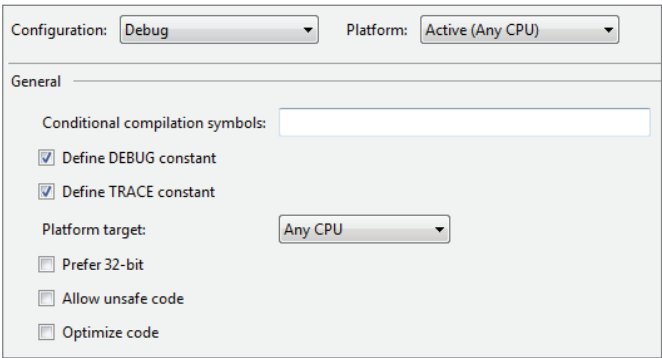 Configuration: Debug Platform: Active (Any CPU)
General
Conditional compilation symbols:
Define DEBUG constant
Define TRACE constant
Platform target: Any CPU
Prefer 32-bit
Allow unsafe code
Optimize code